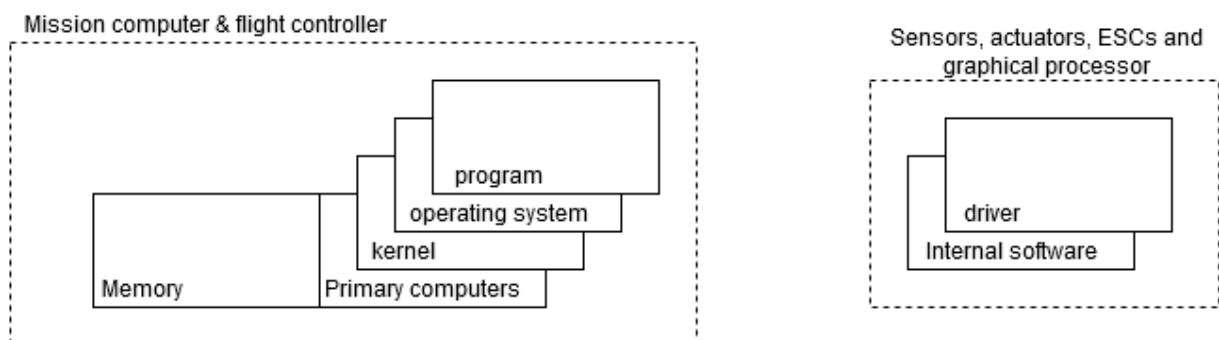 Mission computer & flight controller
Sensors, actuators, ESCs and
graphical processor
program
operating system
kernel
Memory
Primary computers
driver
Internal software